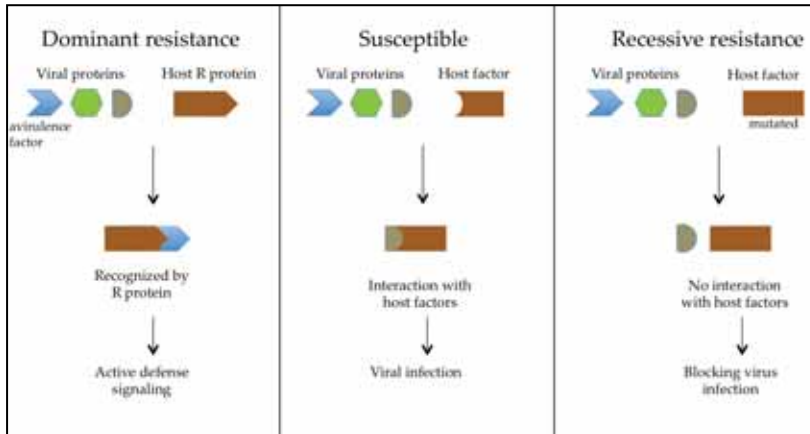 Dominant resistance
Viral proteins Host R protein
avirulence
factor
Recognized by
R protein
Active defense
signaling
Susceptible
Viral proteins Host factor
Interaction with
host factors
Viral infection
Recessive resistance
Viral proteins Host factor
mutated
No interaction
with host factors
Blocking virus
infection